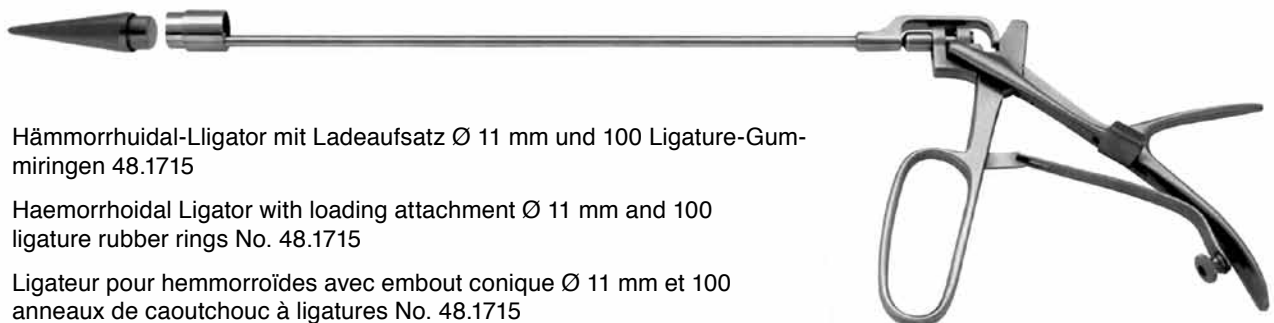 Hämmorrhuidal-Lligator mit Ladeaufsatz Ø 11 mm und 100 Ligature-Gum-
miringen 48.1715
Haemorrhoidal Ligator with loading attachment Ø 11 mm and 100
ligature rubber rings No. 48.1715
Ligateur pour hemmorroïdes avec embout conique Ø 11 mm et 100
anneaux de caoutchouc à ligatures No. 48.1715